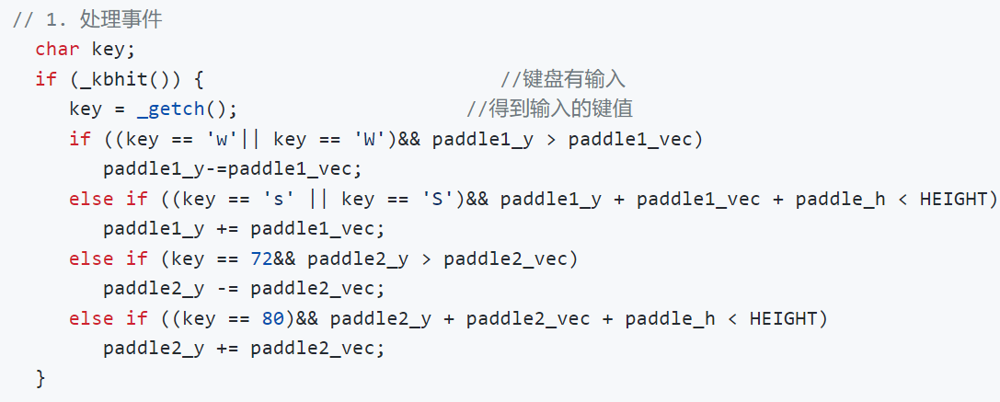 // 1. 处理事件
char key;
if (_kbhit()) { //键盘有输入
key = _getch(); //得到输入的键值
if ((key == 'w'|| key == 'W')&& paddle1_y > paddle1_vec)
paddle1_y-=paddle1_vec;
else if ((key == 's' || key == 'S')&& paddle1_y + paddle1_vec + paddle_h < HEIGHT)
paddle1_y += paddle1_vec;
else if (key == 72&& paddle2_y > paddle2_vec)
paddle2_y -= paddle2_vec;
else if ((key == 80)&& paddle2_y + paddle2_vec + paddle_h < HEIGHT)
paddle2_y += paddle2_vec;
}